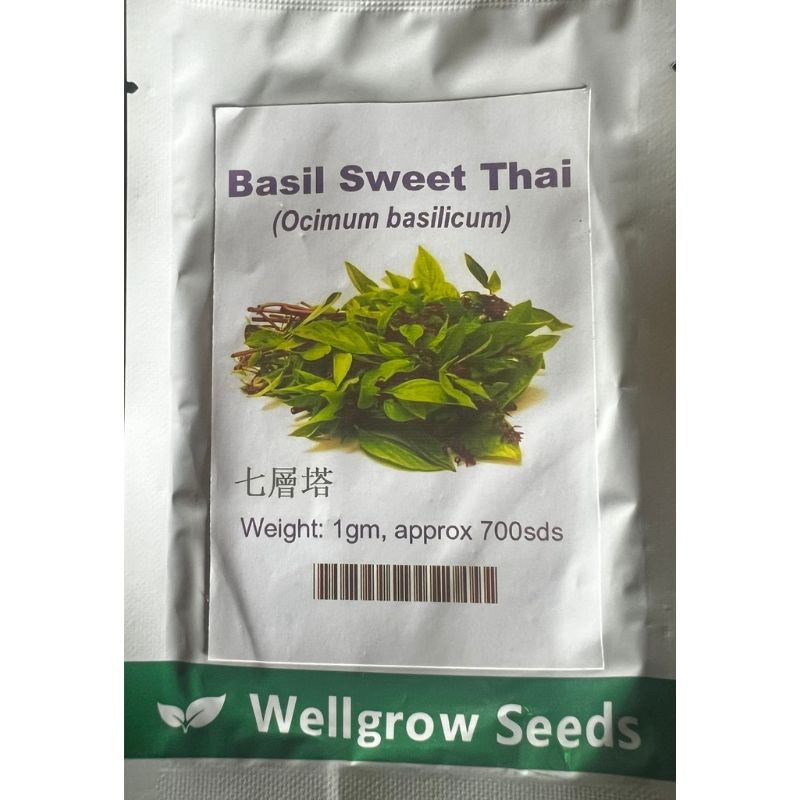 Basil Sweet Thai
(Ocimum basilicum)
七層塔
Weight: 1gm, approx 700sds
Wellgrow Seeds